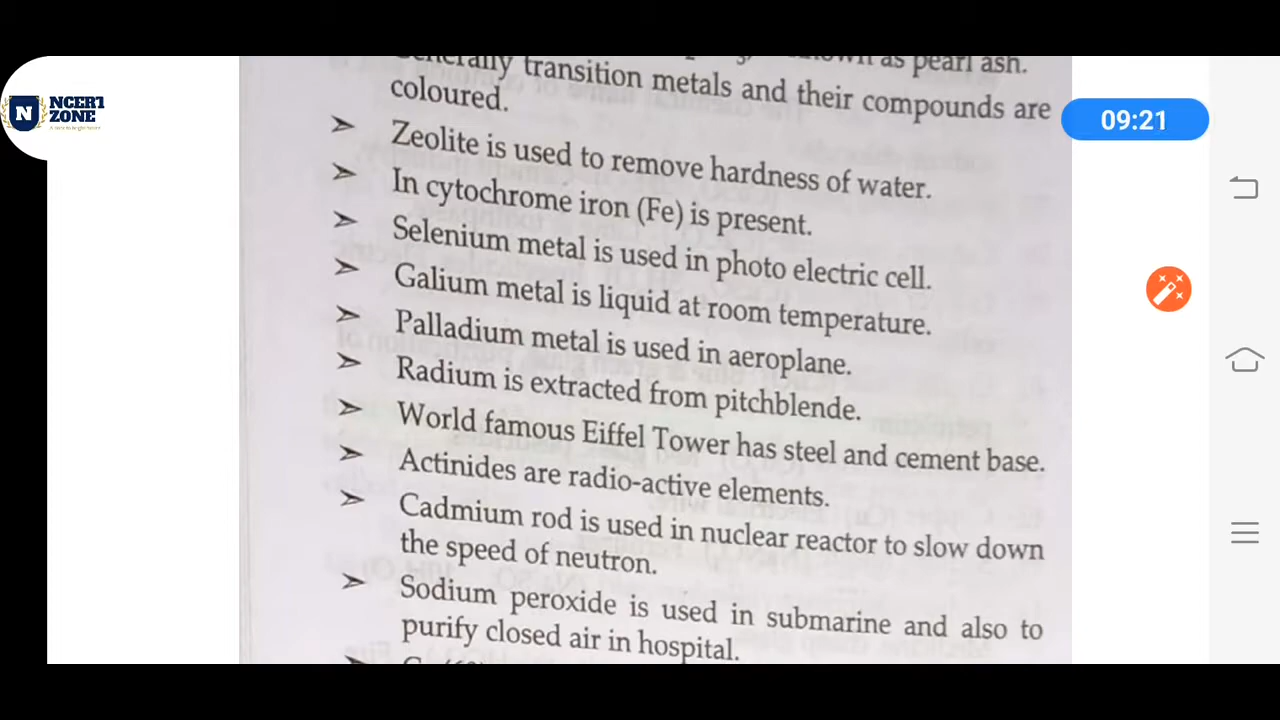 NCERT
ZONE
09:21
Generally transition metals and their compounds are
coloured.
➢ Zeolite is used to remove hardness of water.
➢ In cytochrome iron (Fe) is present.
➢ Selenium metal is used in photo electric cell.
➢ Galium metal is liquid at room temperature.
➢ Palladium metal is used in aeroplane.
➢ Radium is extracted from pitchblende.
➢ World famous Eiffel Tower has steel and cement base.
➢ Actinides are radio-active elements.
➢ Cadmium rod is used in nuclear reactor to slow down
the speed of neutron.
➢ Sodium peroxide is used in submarine and also to
purify closed air in hospital.
as pearl ash.